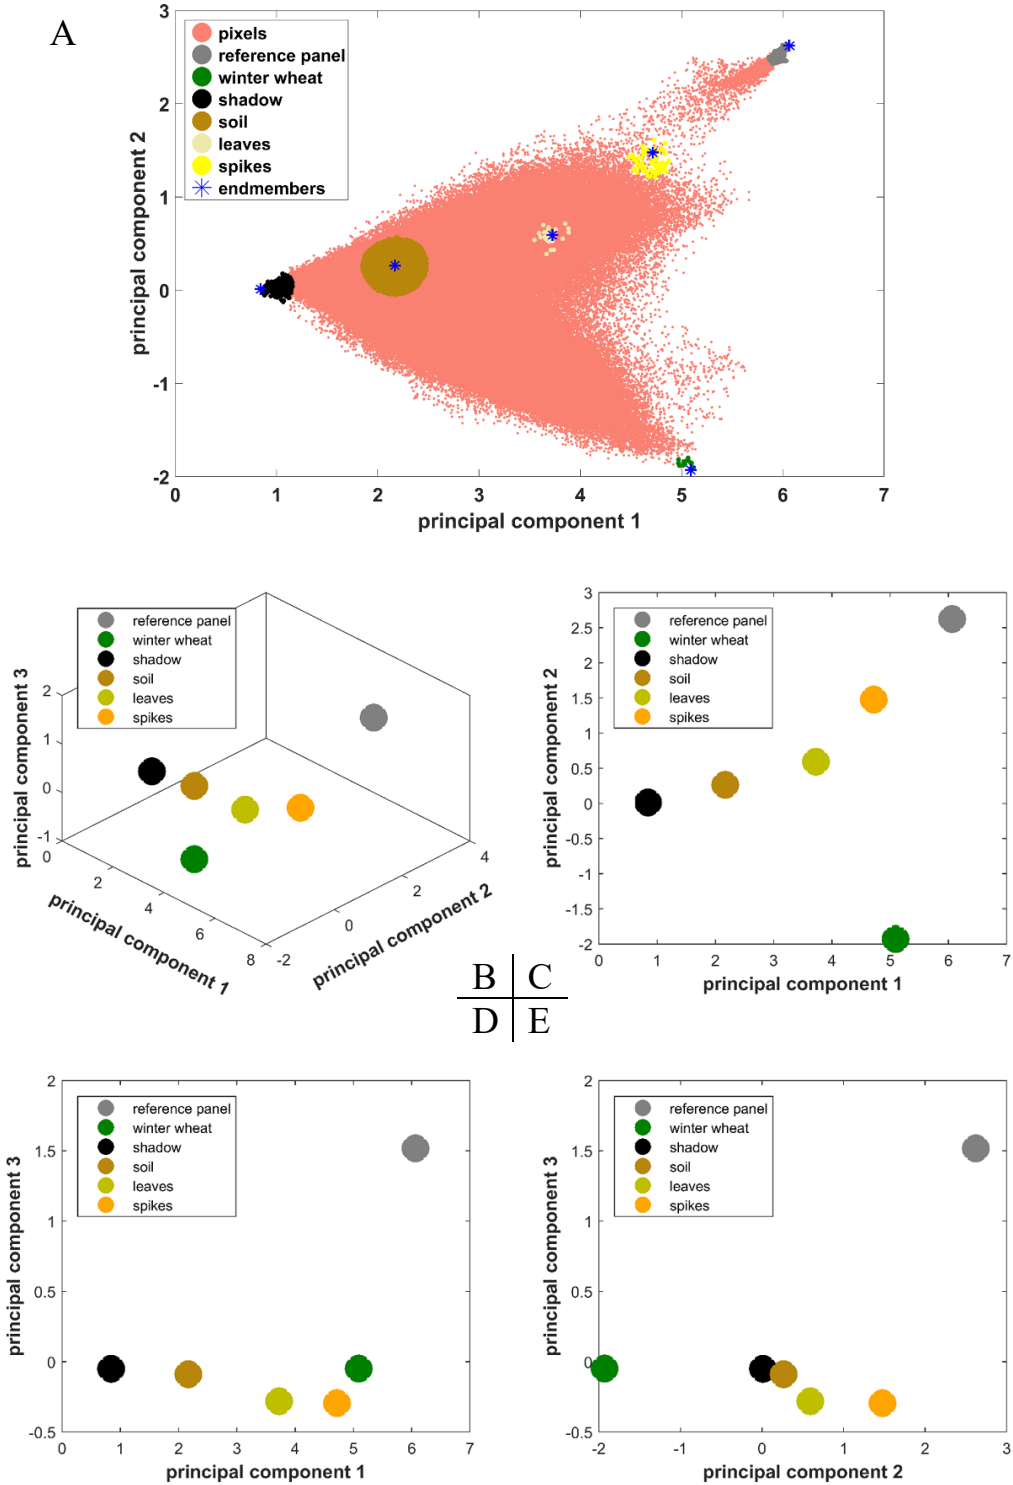 A
pixels
reference panel
winter wheat
shadow
soil
leaves
spikes
endmembers
3
2
1
0
-1
-2
principal component 2
0 1 2 3 4 5 6 7
principal component 1
reference panel
winter wheat
shadow
soil
leaves
spikes
2
1
0
-1
principal component 3
0
2
4
6
8
principal component 1
-2
0
2
4
principal component 2
reference panel
winter wheat
shadow
soil
leaves
spikes
3
2.5
2
1.5
1
0.5
0
-0.5
-1
-1.5
-2
principal component 2
0 1 2 3 4 5 6 7
principal component 1
B C
D E
reference panel
winter wheat
shadow
soil
leaves
spikes
2
1.5
1
0.5
0
-0.5
principal component 3
0 1 2 3 4 5 6 7
principal component 1
reference panel
winter wheat
shadow
soil
leaves
spikes
2
1.5
1
0.5
0
-0.5
principal component 3
-2 -1 0 1 2 3
principal component 2